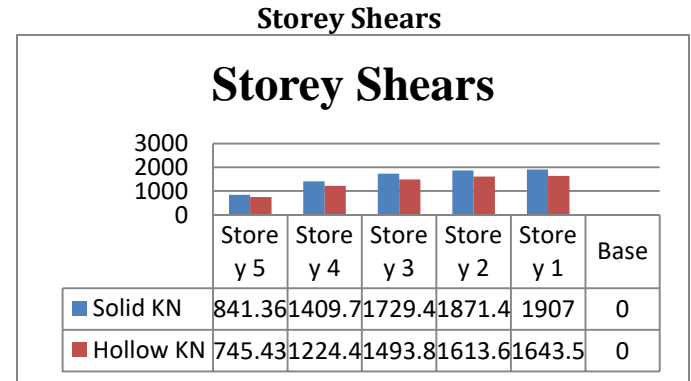 Storey Shears
Storey Shears
3000
2000
1000
0
Store Store Store Store Store
y 5 y 4 y 3 y 2 y 1 Base
Solid KN 841.36 1409.7 1729.4 1871.4 1907 0
Hollow KN 745.43 1224.4 1493.8 1613.6 1643.5 0